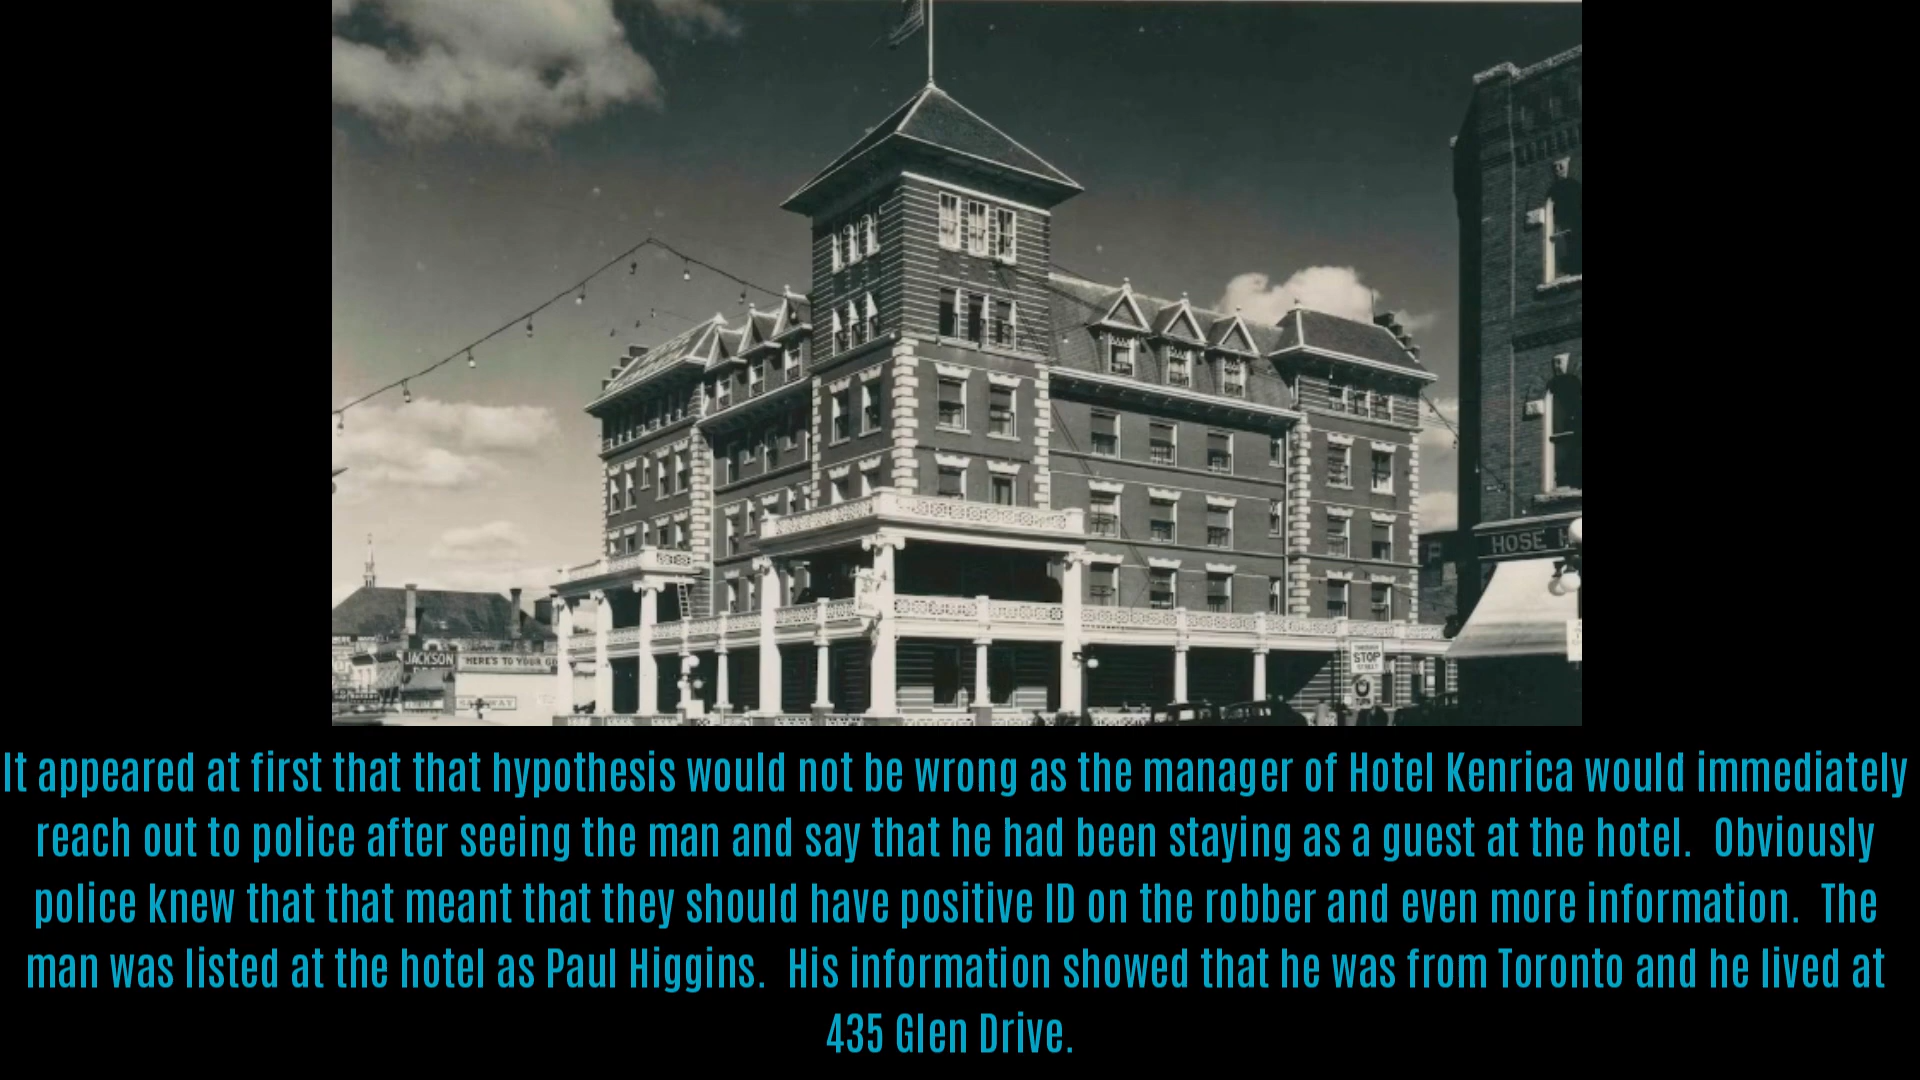 HOSE
JACKSON
HERE'S TO YOUR
STOP
It appeared at first that that hypothesis would not be wrong as the manager of Hotel Kenrica would immediately
reach out to police after seeing the man and say that he had been staying as a guest at the hotel.  Obviously
police knew that that meant that they should have positive ID on the robber and even more information.  The
man was listed at the hotel as Paul Higgins.  His information showed that he was from Toronto and he lived at
435 Glen Drive.